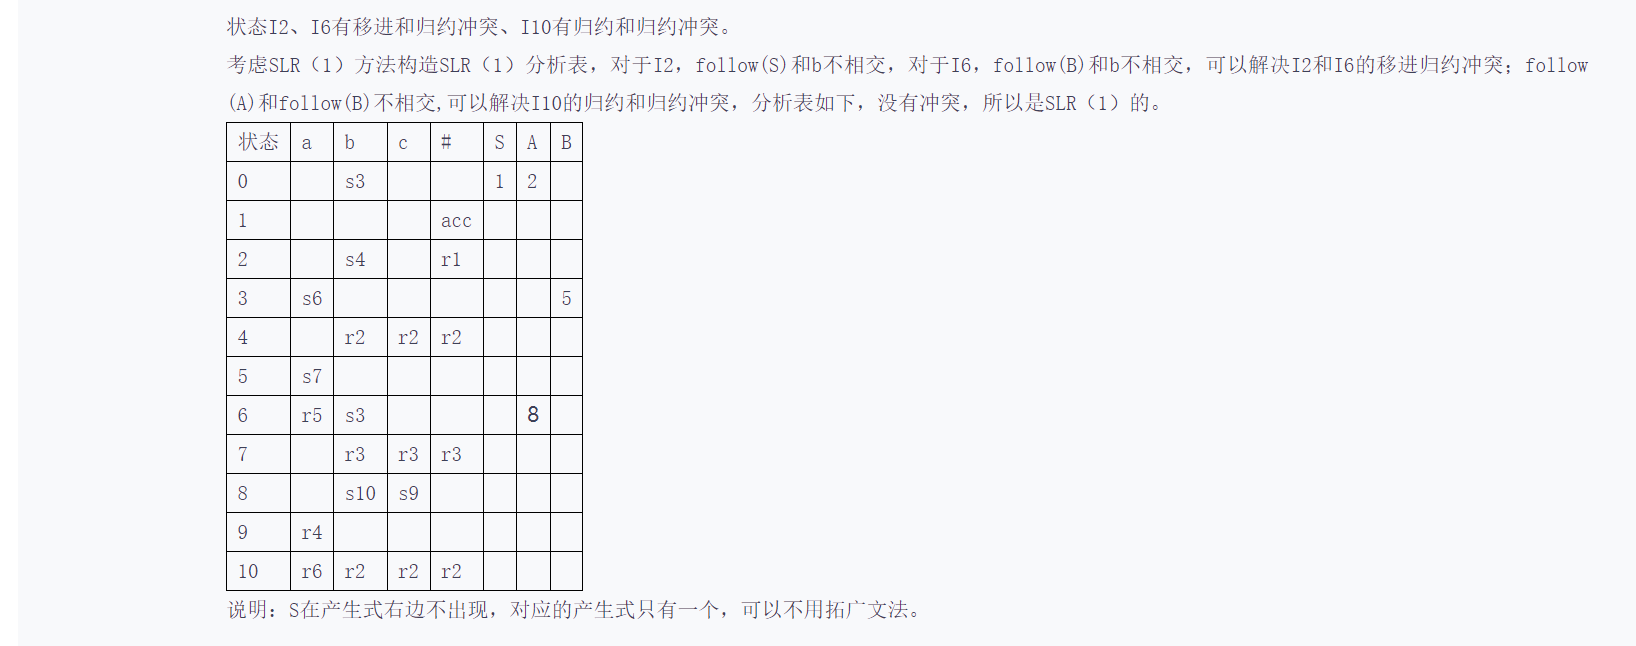 状态I2、I6有移进和归约冲突、I10有归约和归约冲突。
考虑SLR（1）方法构造SLR（1）分析表，对于I2，follow(S)和b不相交，对于I6，follow(B)和b不相交，可以解决I2和I6的移进归约冲突；follow
(A)和follow(B)不相交,可以解决I10的归约和归约冲突，分析表如下，没有冲突，所以是SLR（1）的。
状态 a b c # S A B
0 s3 1 2
1 acc
2 s4 r1
3 s6 5
4 r2 r2 r2
5 s7
6 r5 s3 8
7 r3 r3 r3
8 s10 s9
9 r4
10 r6 r2 r2 r2
说明：S在产生式右边不出现，对应的产生式只有一个，可以不用拓广文法。